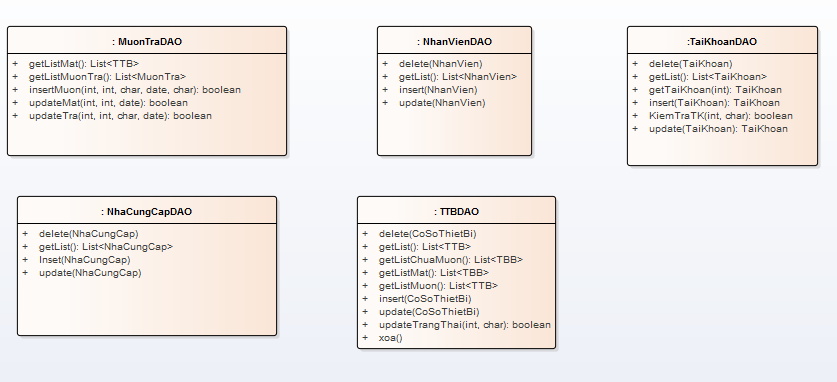 : MuonTraDAO
+ getListMat(): List<TTB>
+ getListMuonTra(): List<MuonTra>
+ insertMuon(int, int, char, date, char): boolean
+ updateMat(int, int, date): boolean
+ updateTra(int, int, char, date): boolean
: NhanVienDAO
+ delete(NhanVien)
+ getList(): List<NhanVien>
+ insert(NhanVien)
+ update(NhanVien)
:TaiKhoanDAO
+ delete(TaiKhoan)
+ getList(): List<TaiKhoan>
+ getTaiKhoan(int): TaiKhoan
+ insert(TaiKhoan): TaiKhoan
+ KiemTraTK(int, char): boolean
+ update(TaiKhoan): TaiKhoan
: NhaCungCapDAO
+ delete(NhaCungCap)
+ getList(): List<NhaCungCap>
+ Inset(NhaCungCap)
+ update(NhaCungCap)
: TTBDAO
+ delete(CoSoThietBi)
+ getList(): List<TTB>
+ getListChuaMuon(): List<TBB>
+ getListMat(): List<TBB>
+ getListMuon(): List<TTB>
+ insert(CoSoThietBi)
+ update(CoSoThietBi)
+ updateTrangThai(int, char): boolean
+ xoa()